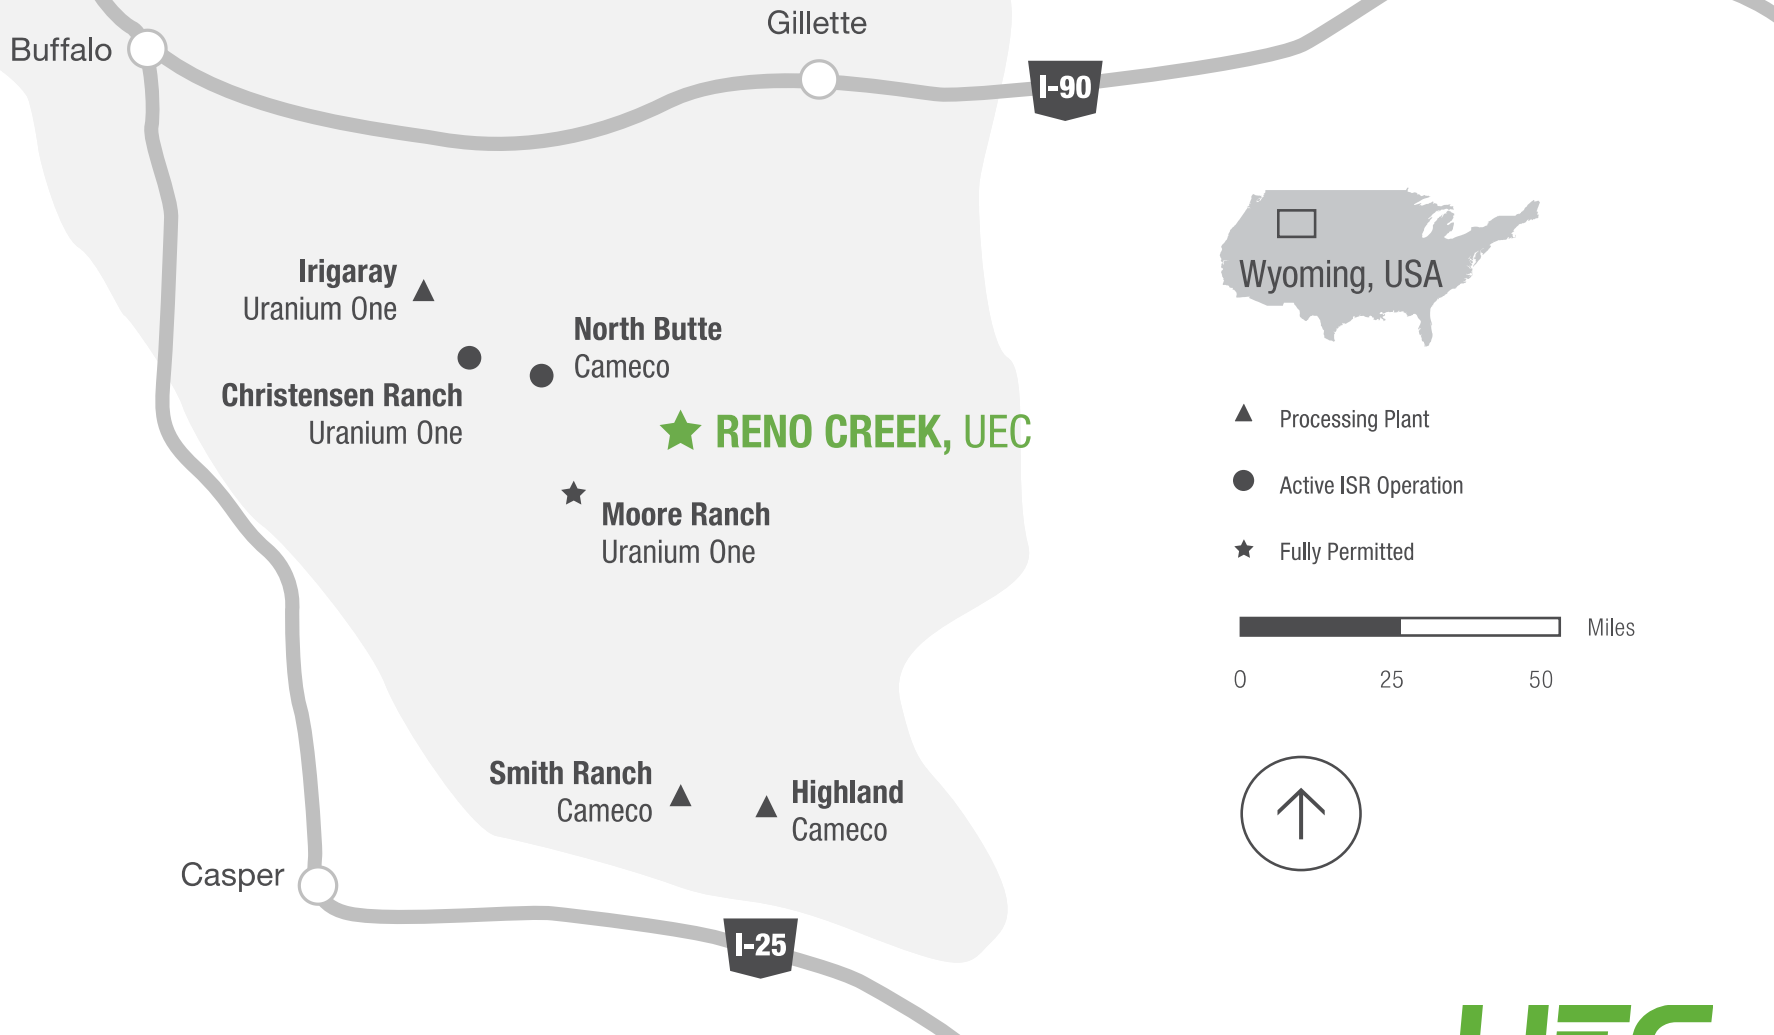 Gillette
Buffalo
I-90
Irigaray
Uranium One
North Butte
Cameco
Christensen Ranch
Uranium One
RENO CREEK, UEC
Moore Ranch
Uranium One
Smith Ranch
Cameco
Highland
Cameco
Casper
I-25
Wyoming, USA
Processing Plant
Active ISR Operation
Fully Permitted
Miles
0 25 50
UEC